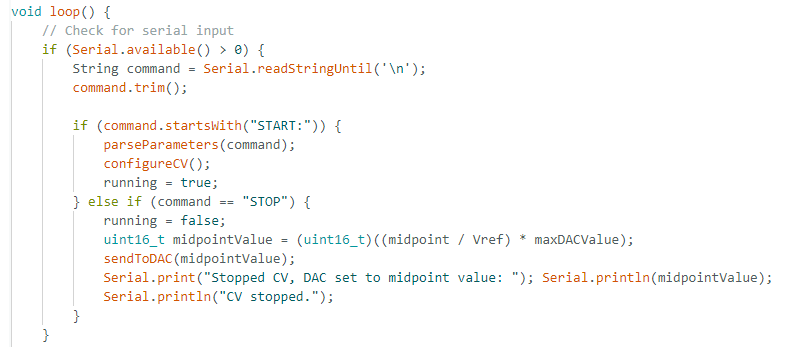 void loop() {
    // Check for serial input
    if (Serial.available() > 0) {
        String command = Serial.readStringUntil('\n');
        command.trim();

        if (command.startsWith("START:")) {
            parseParameters(command);
            configureCV();
            running = true;
        } else if (command == "STOP") {
            running = false;
            uint16_t midpointValue = (uint16_t)((midpoint / Vref) * maxDACValue);
            sendToDAC(midpointValue);
            Serial.print("Stopped CV, DAC set to midpoint value: "); Serial.println(midpointValue);
            Serial.println("CV stopped.");
        }
    }